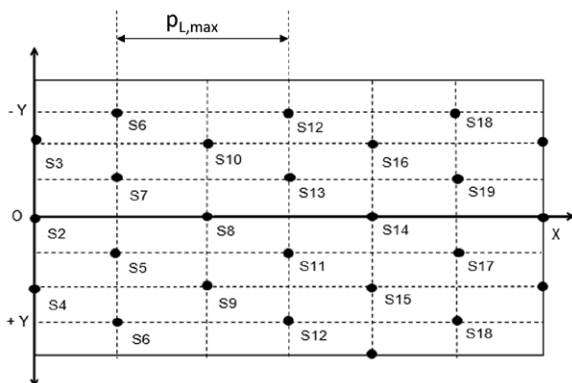 pL,max
- Y
S6 S12 S18
S3 S10 S16
S7 S13 S19
O
S2 S8 S14 X
S5 S11 S17
S4 S9 S15
+ Y
S6 S12 S18